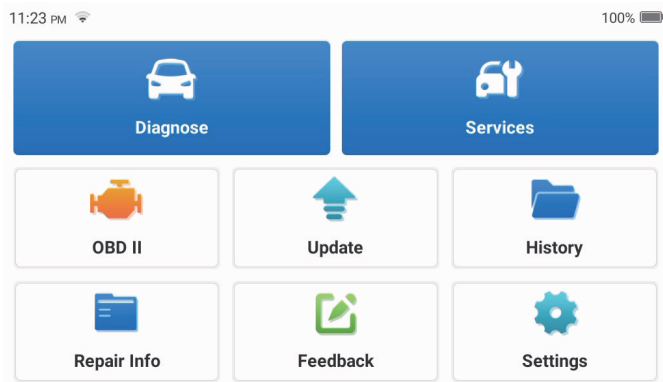 11:23 PM
100%
Diagnose
Services
OBD II
Update
History
Repair Info
Feedback
Settings